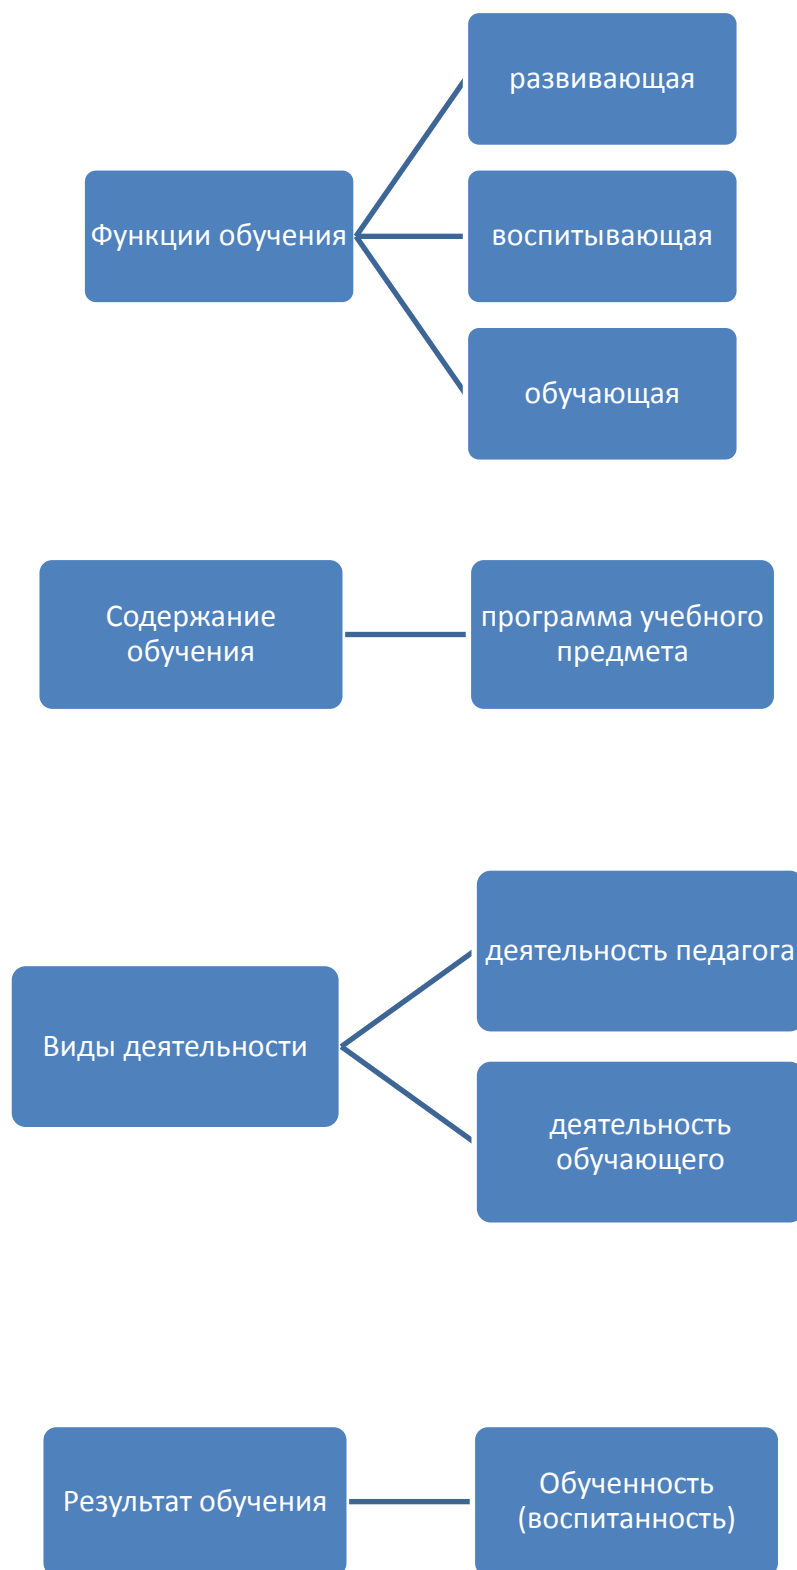 развивающая
Функции обучения
воспитывающая
обучающая
Содержание
обучения
программа учебного
предмета
деятельность педагога
Виды деятельности
деятельность
обучающего
Результат обучения
Обученность
(воспитанность)